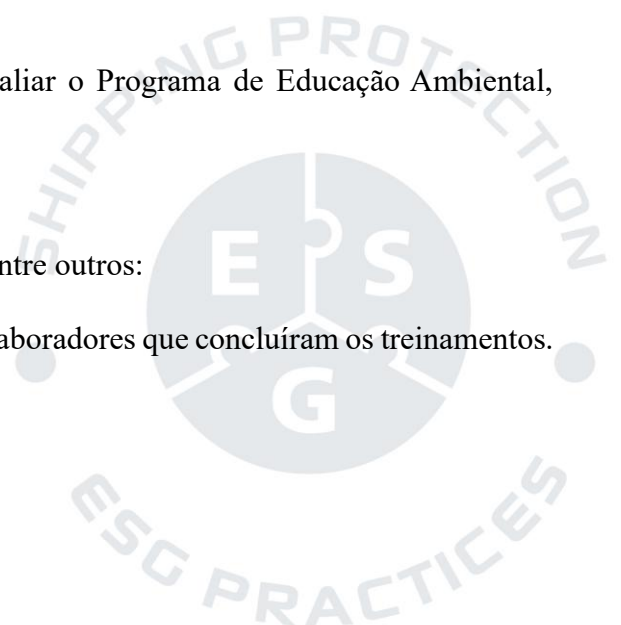 SHIPPING PROTECTION
aliar o Programa de Educação Ambiental,
E S
ntre outros:
aboradores que concluíram os treinamentos.
G
ESG PRACTICES